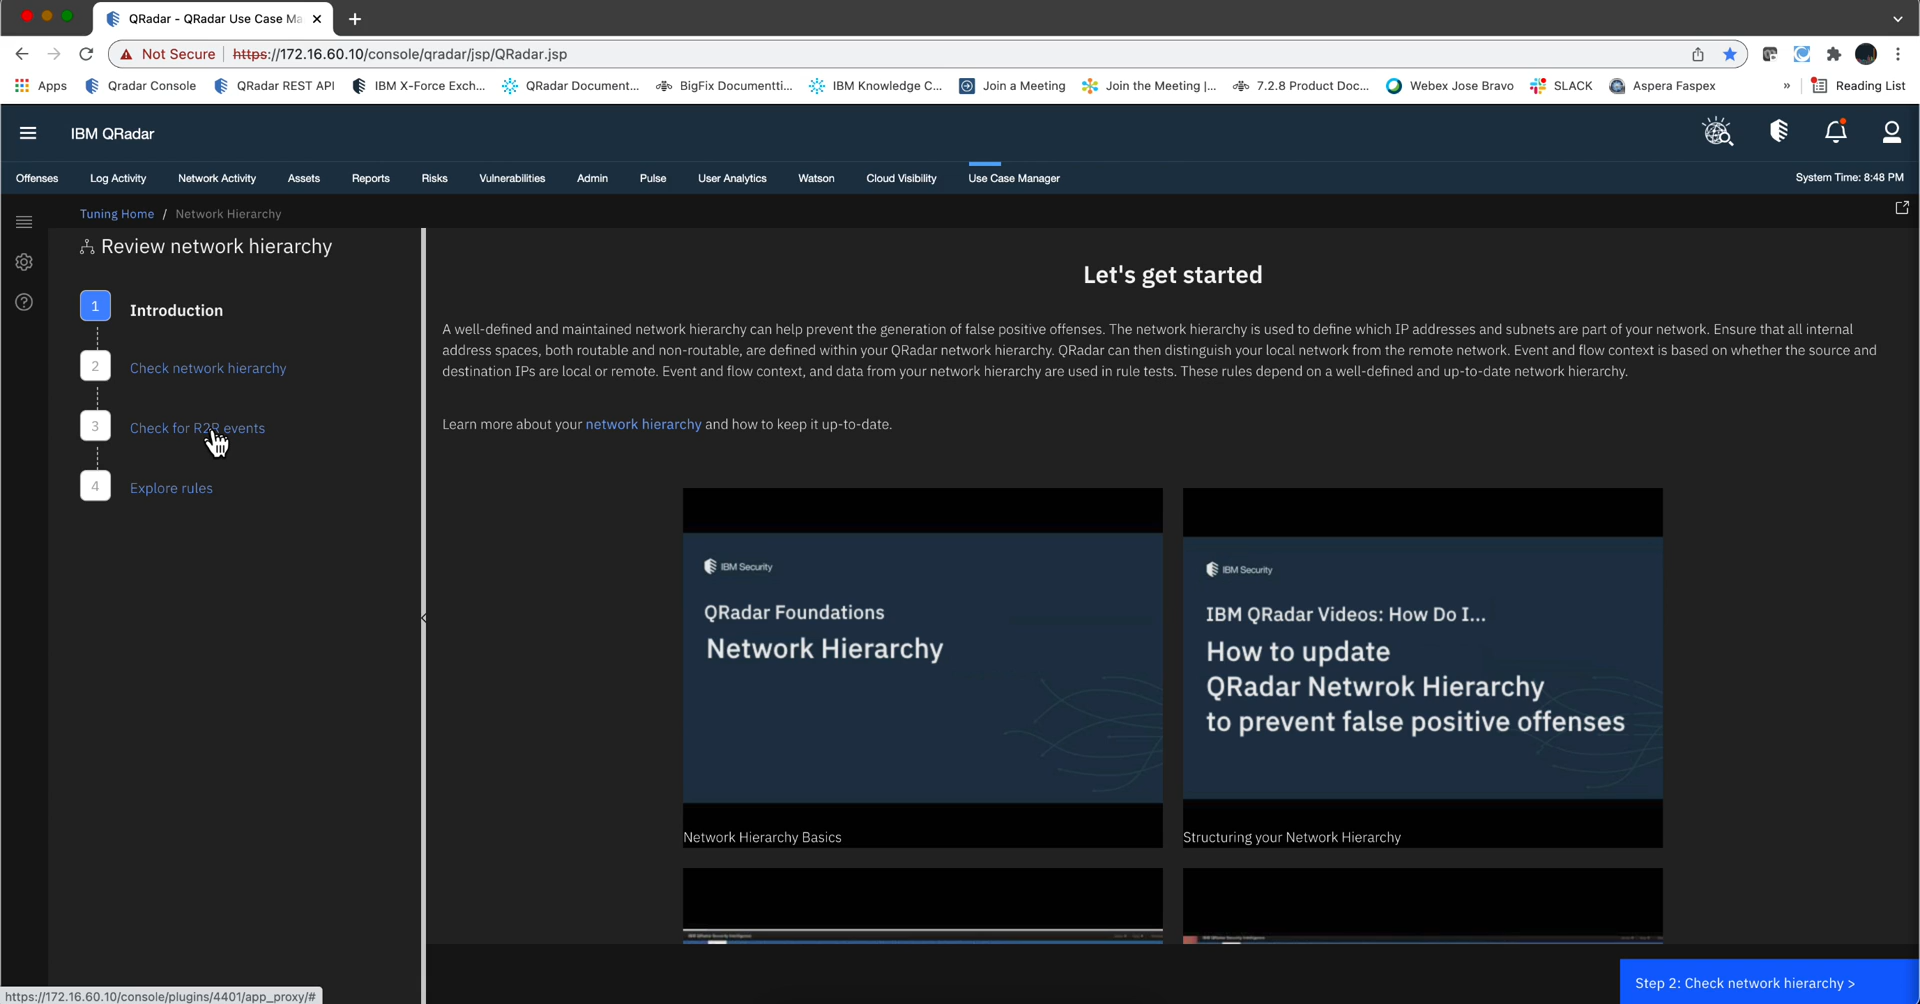 QRadar - QRadar Use Case Ma
Not Secure
https://172.16.60.10/console/qradar/jsp/QRadar.jsp
Apps
Qradar Console
QRadar REST API
IBM X-Force Exch...
QRadar Document...
BigFix Documentti...
IBM Knowledge C...
Join a Meeting
Join the Meeting |...
7.2.8 Product Doc...
Webex Jose Bravo
SLACK
Aspera Faspex
»
Reading List
IBM QRadar
Offenses
Log Activity
Network Activity
Assets
Reports
Risks
Vulnerabilities
Admin
Pulse
User Analytics
Watson
Cloud Visibility
Use Case Manager
System Time: 8:48 PM
Tuning Home / Network Hierarchy
Review network hierarchy
1 Introduction
2 Check network hierarchy
3 Check for R2R events
4 Explore rules
Let's get started
A well-defined and maintained network hierarchy can help prevent the generation of false positive offenses. The network hierarchy is used to define which IP addresses and subnets are part of your network. Ensure that all internal
address spaces, both routable and non-routable, are defined within your QRadar network hierarchy. QRadar can then distinguish your local network from the remote network. Event and flow context is based on whether the source and
destination IPs are local or remote. Event and flow context, and data from your network hierarchy are used in rule tests. These rules depend on a well-defined and up-to-date network hierarchy.
Learn more about your network hierarchy and how to keep it up-to-date.
IBM Security
QRadar Foundations
Network Hierarchy
Network Hierarchy Basics
IBM Security
IBM QRadar Videos: How Do I...
How to update
QRadar Netwrok Hierarchy
to prevent false positive offenses
Structuring your Network Hierarchy
Step 2: Check network hierarchy >
https://172.16.60.10/console/plugins/4401/app_proxy/#